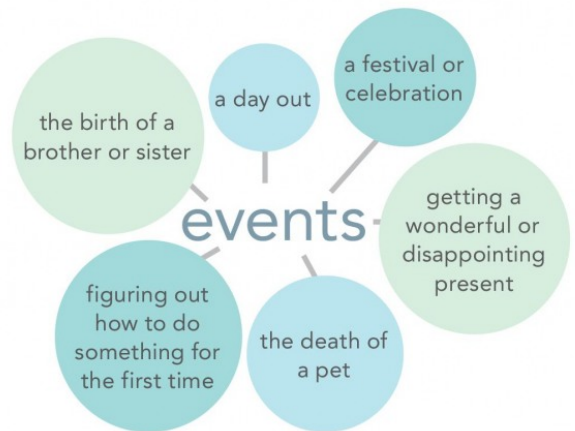 a festival or
celebration
a day out
the birth of a
brother or sister
events
getting a
wonderful or
disappointing
present
figuring out
how to do
something for
the first time
the death of
a pet